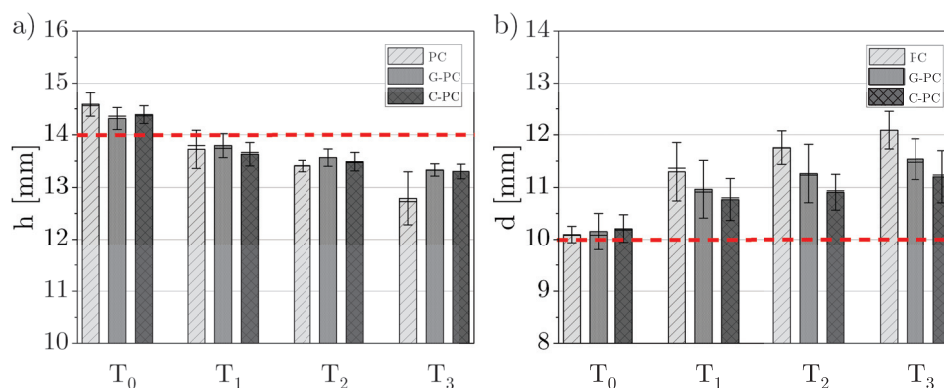 a)
h [mm]
16
15
14
13
12
11
10
PC
G-PC
C-PC
T0 T1 T2 T3
b)
d [mm]
14
13
12
11
10
9
8
PC
G-PC
C-PC
T0 T1 T2 T3